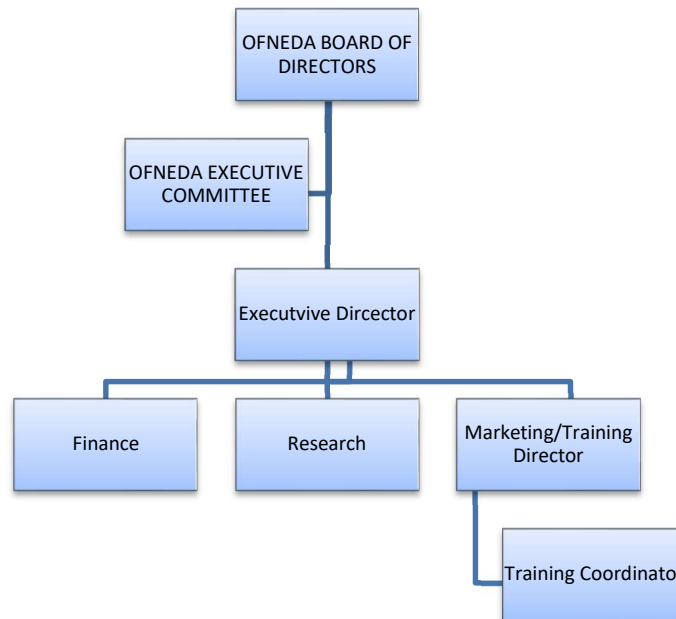 OFNEDA BOARD OF
DIRECTORS
OFNEDA EXECUTIVE
COMMITTEE
Executvive Dircector
Finance
Research
Marketing/Training
Director
Training Coordinato